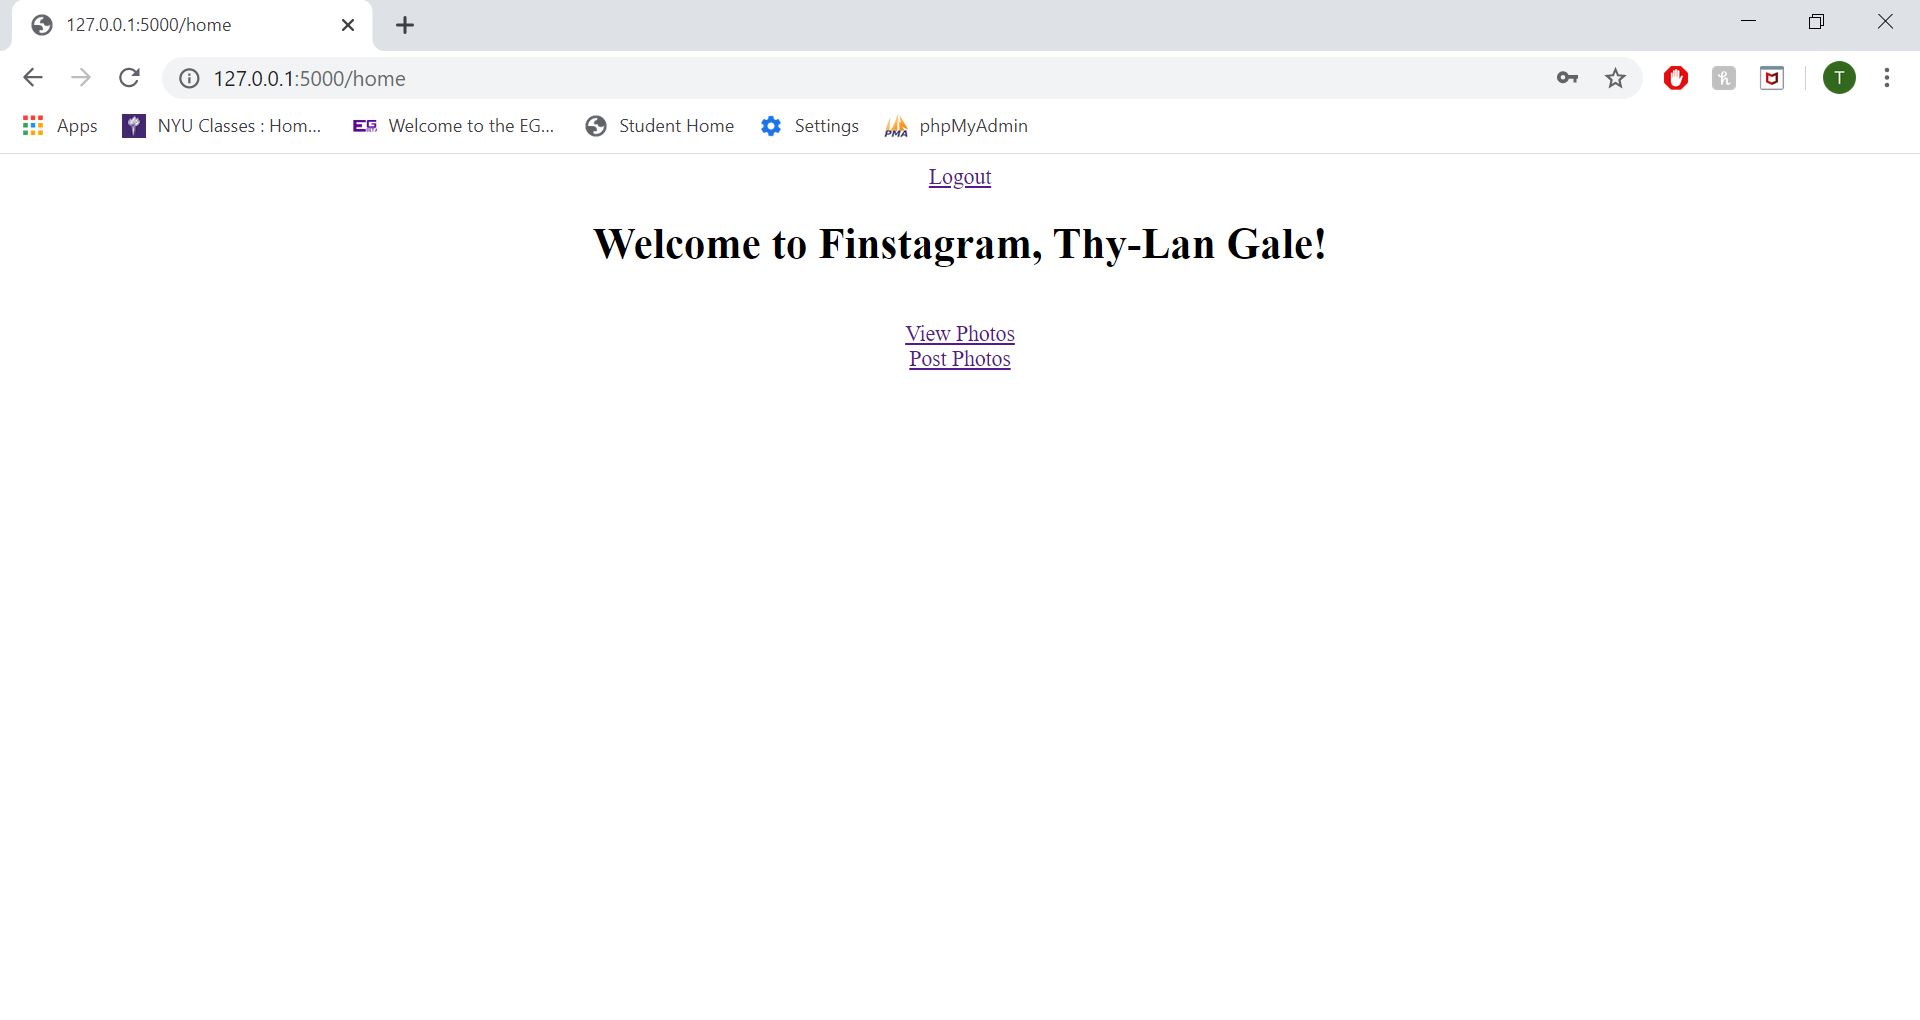 127.0.0.1:5000/home
127.0.0.1:5000/home
T
Apps NYU Classes : Hom... EG Welcome to the EG... Student Home Settings PMA phpMyAdmin
Logout
Welcome to Finstagram, Thy-Lan Gale!
View Photos
Post Photos